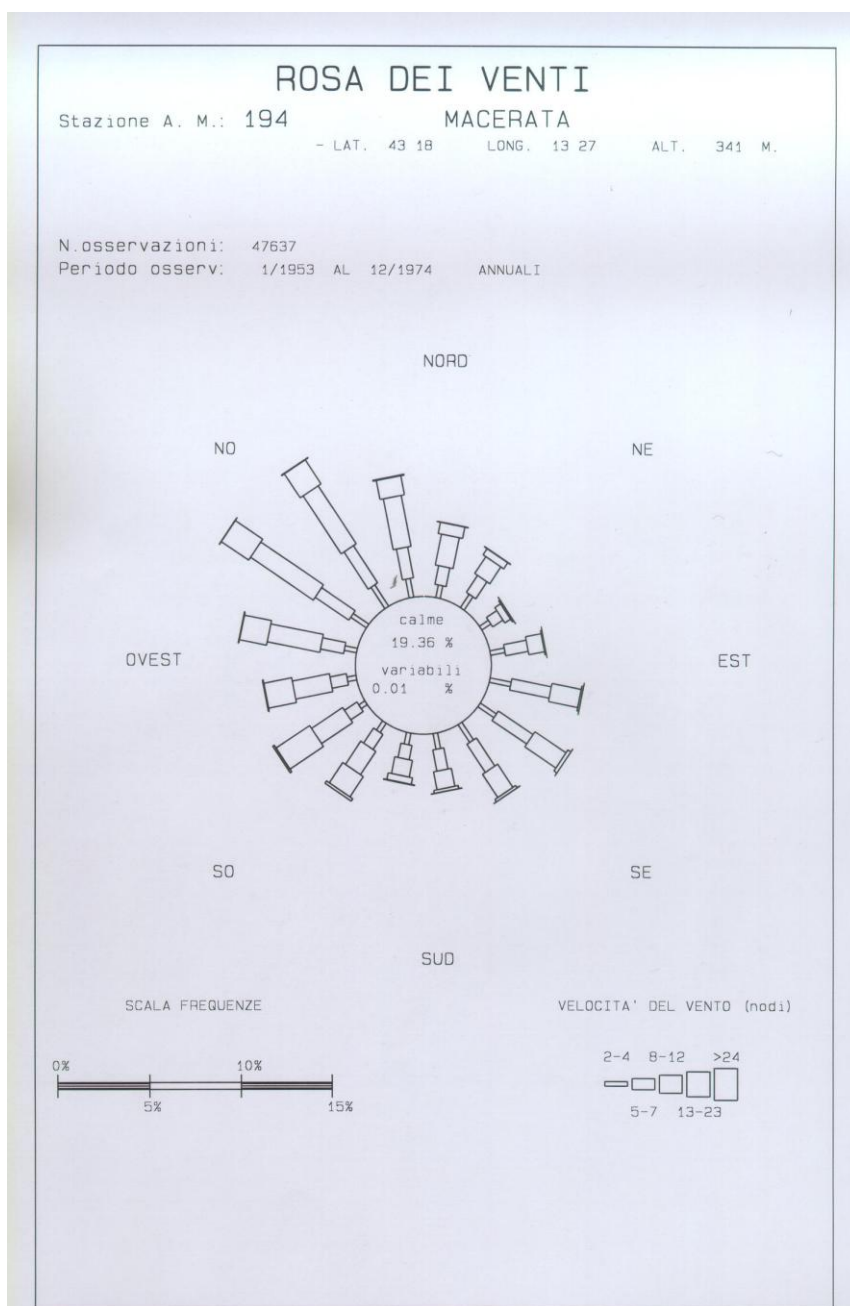 ROSA DEI VENTI
Stazione A. M.: 194 MACERATA
- LAT. 43 18 LONG. 13 27 ALT. 341 M.
N.osservazioni: 47637
Periodo osserv: 1/1953 AL 12/1974 ANNUALI
NORD
NO NE
calme
19.36 %
OVEST EST
variabili
0.01 %
SO SE
SUD
SCALA FREQUENZE VELOCITA' DEL VENTO (nodi)
0% 10%
5% 15%
2-4 8-12 >24
5-7 13-23